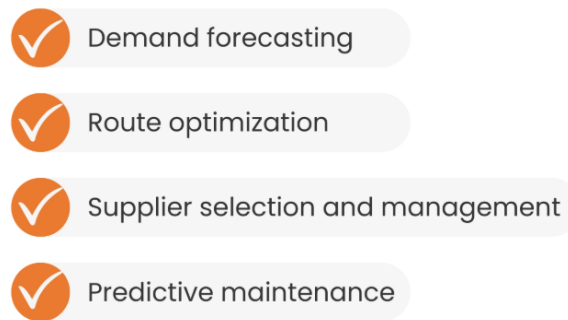 Demand forecasting
Route optimization
Supplier selection and management
Predictive maintenance